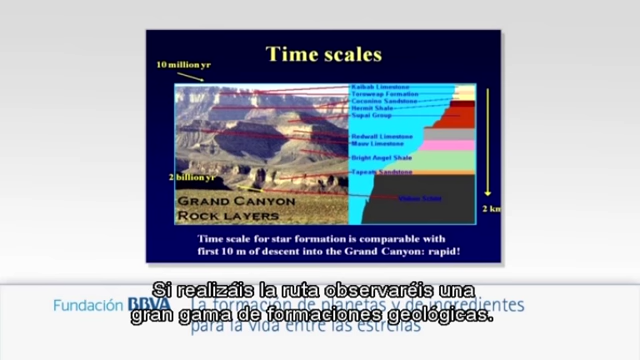 Time scales
10 million yr
Kaibab Limestone
Toroweap Formation
Coconino Sandstone
Hermit Shale
Supai Group
Redwall Limestone
Mauv Limestone
Bright Angel Shale
2 billion yr
Tapeats Sandstone
Vishnu Schist
GRAND CANYON
ROCK LAYERS
2 km
Time scale for star formation is comparable with
first 10 m of descent into the Grand Canyon: rapid!
Si realizáis la ruta observaréis una
gran gama de formaciones geológicas.
Fundación BBVA
La formación de planetas y de ingredientes
para la vida entre las estrellas